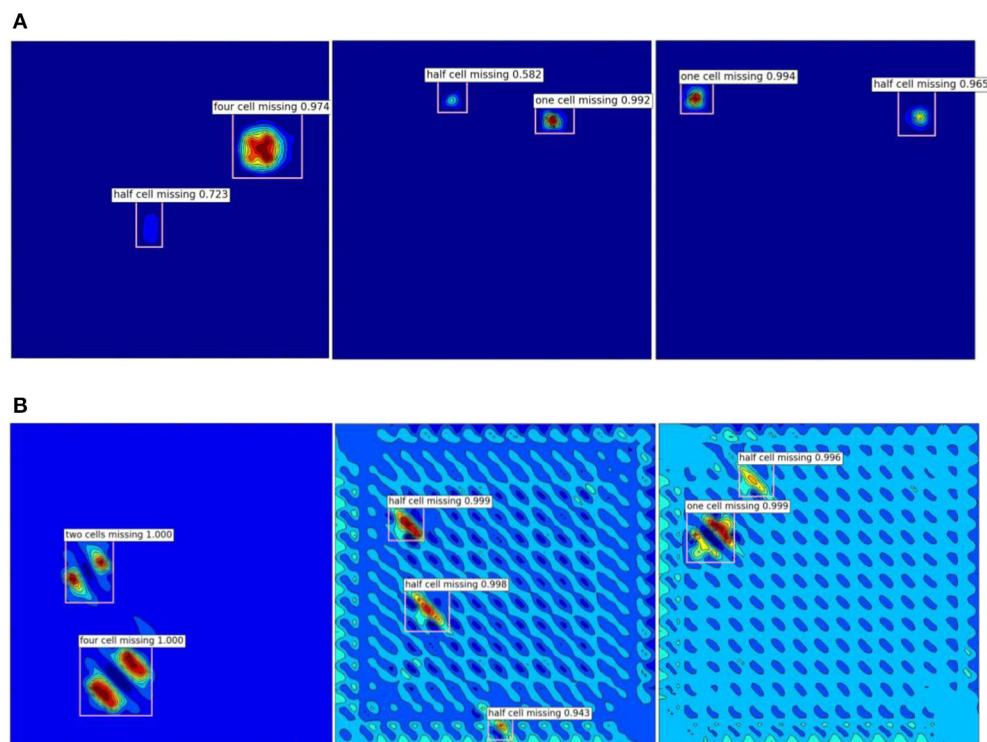 A
four cell missing 0.974
half cell missing 0.723
half cell missing 0.582
one cell missing 0.992
one cell missing 0.994
half cell missing 0.965
B
two cells missing 1.000
four cell missing 1.000
half cell missing 0.999
half cell missing 0.998
half cell missing 0.943
half cell missing 0.996
one cell missing 0.999